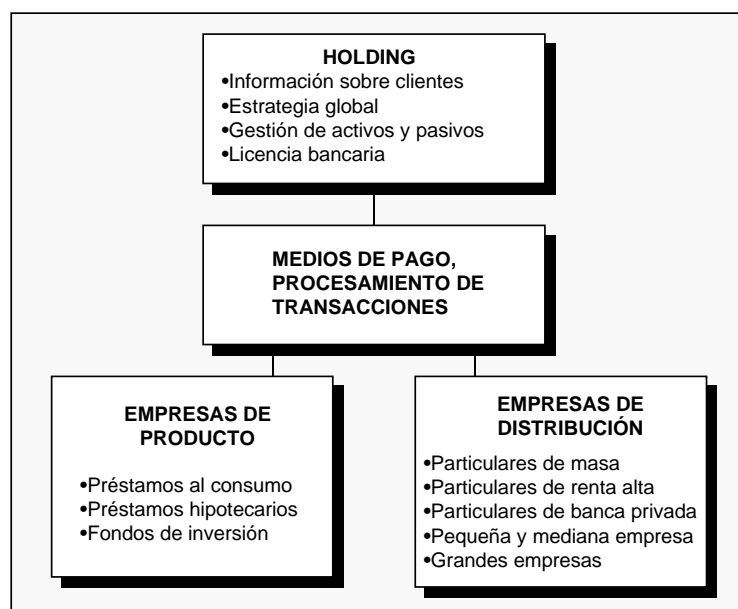 HOLDING
•Información sobre clientes
•Estrategia global
•Gestión de activos y pasivos
•Licencia bancaria
MEDIOS DE PAGO,
PROCESAMIENTO DE
TRANSACCIONES
EMPRESAS DE
PRODUCTO
•Préstamos al consumo
•Préstamos hipotecarios
•Fondos de inversión
EMPRESAS DE
DISTRIBUCIÓN
•Particulares de masa
•Particulares de renta alta
•Particulares de banca privada
•Pequeña y mediana empresa
•Grandes empresas